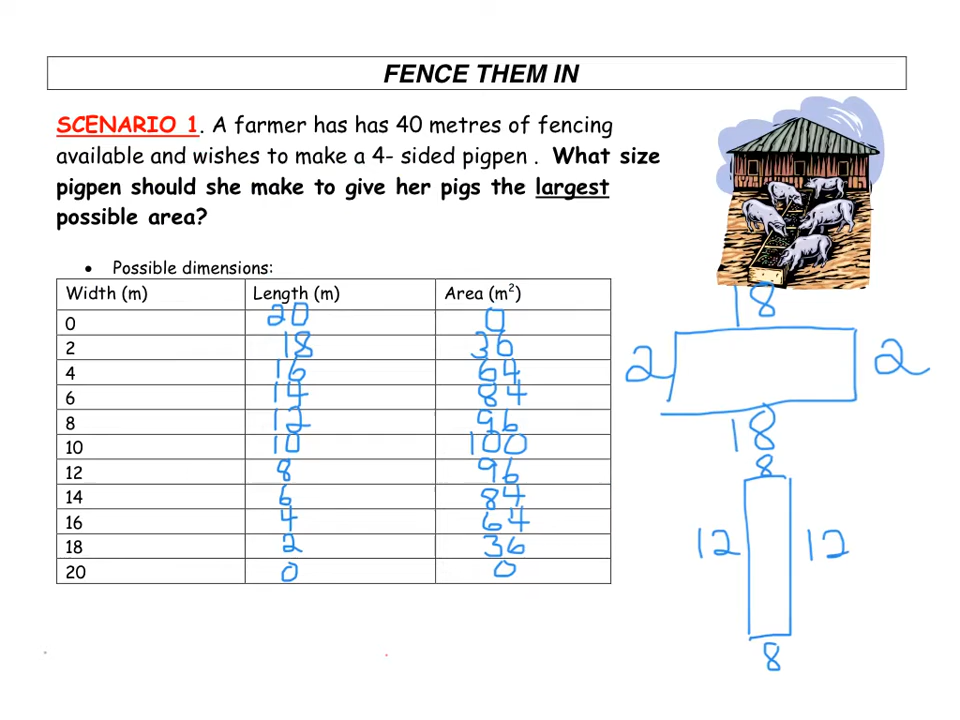 FENCE THEM IN
SCENARIO 1. A farmer has has 40 metres of fencing
available and wishes to make a 4- sided pigpen . What size
pigpen should she make to give her pigs the largest
possible area?
• Possible dimensions:
Width (m) Length (m) Area (m²)
0 20 0
2 18 36
4 16 64
6 14 84
8 12 96
10 10 100
12 8 96
14 6 84
16 4 64
18 2 36
20 0 0
18
2 2
18
8
12 12
8